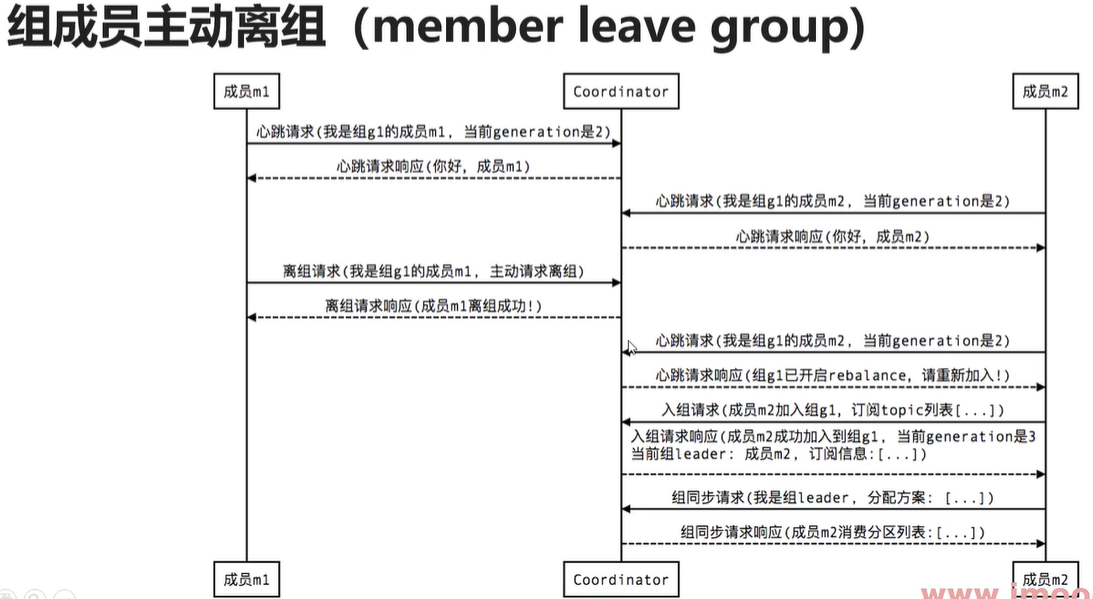 组成员主动离组（member leave group)
成员m1
Coordinator
成员m2
心跳请求(我是组g1的成员m1, 当前generation是2)
心跳请求响应(你好, 成员m1)
心跳请求(我是组g1的成员m2, 当前generation是2)
心跳请求响应(你好, 成员m2)
离组请求(我是组g1的成员m1, 主动请求离组)
离组请求响应(成员m1离组成功!)
心跳请求(我是组g1的成员m2, 当前generation是2)
心跳请求响应(组g1已开启rebalance, 请重新加入!)
入组请求(成员m2加入组g1, 订阅topic列表[...])
入组请求响应(成员m2成功加入到组g1, 当前generation是3
当前组leader: 成员m2, 订阅信息:[...])
组同步请求(我是组leader, 分配方案: [...])
组同步请求响应(成员m2消费分区列表:[...])
成员m1
Coordinator
成员m2